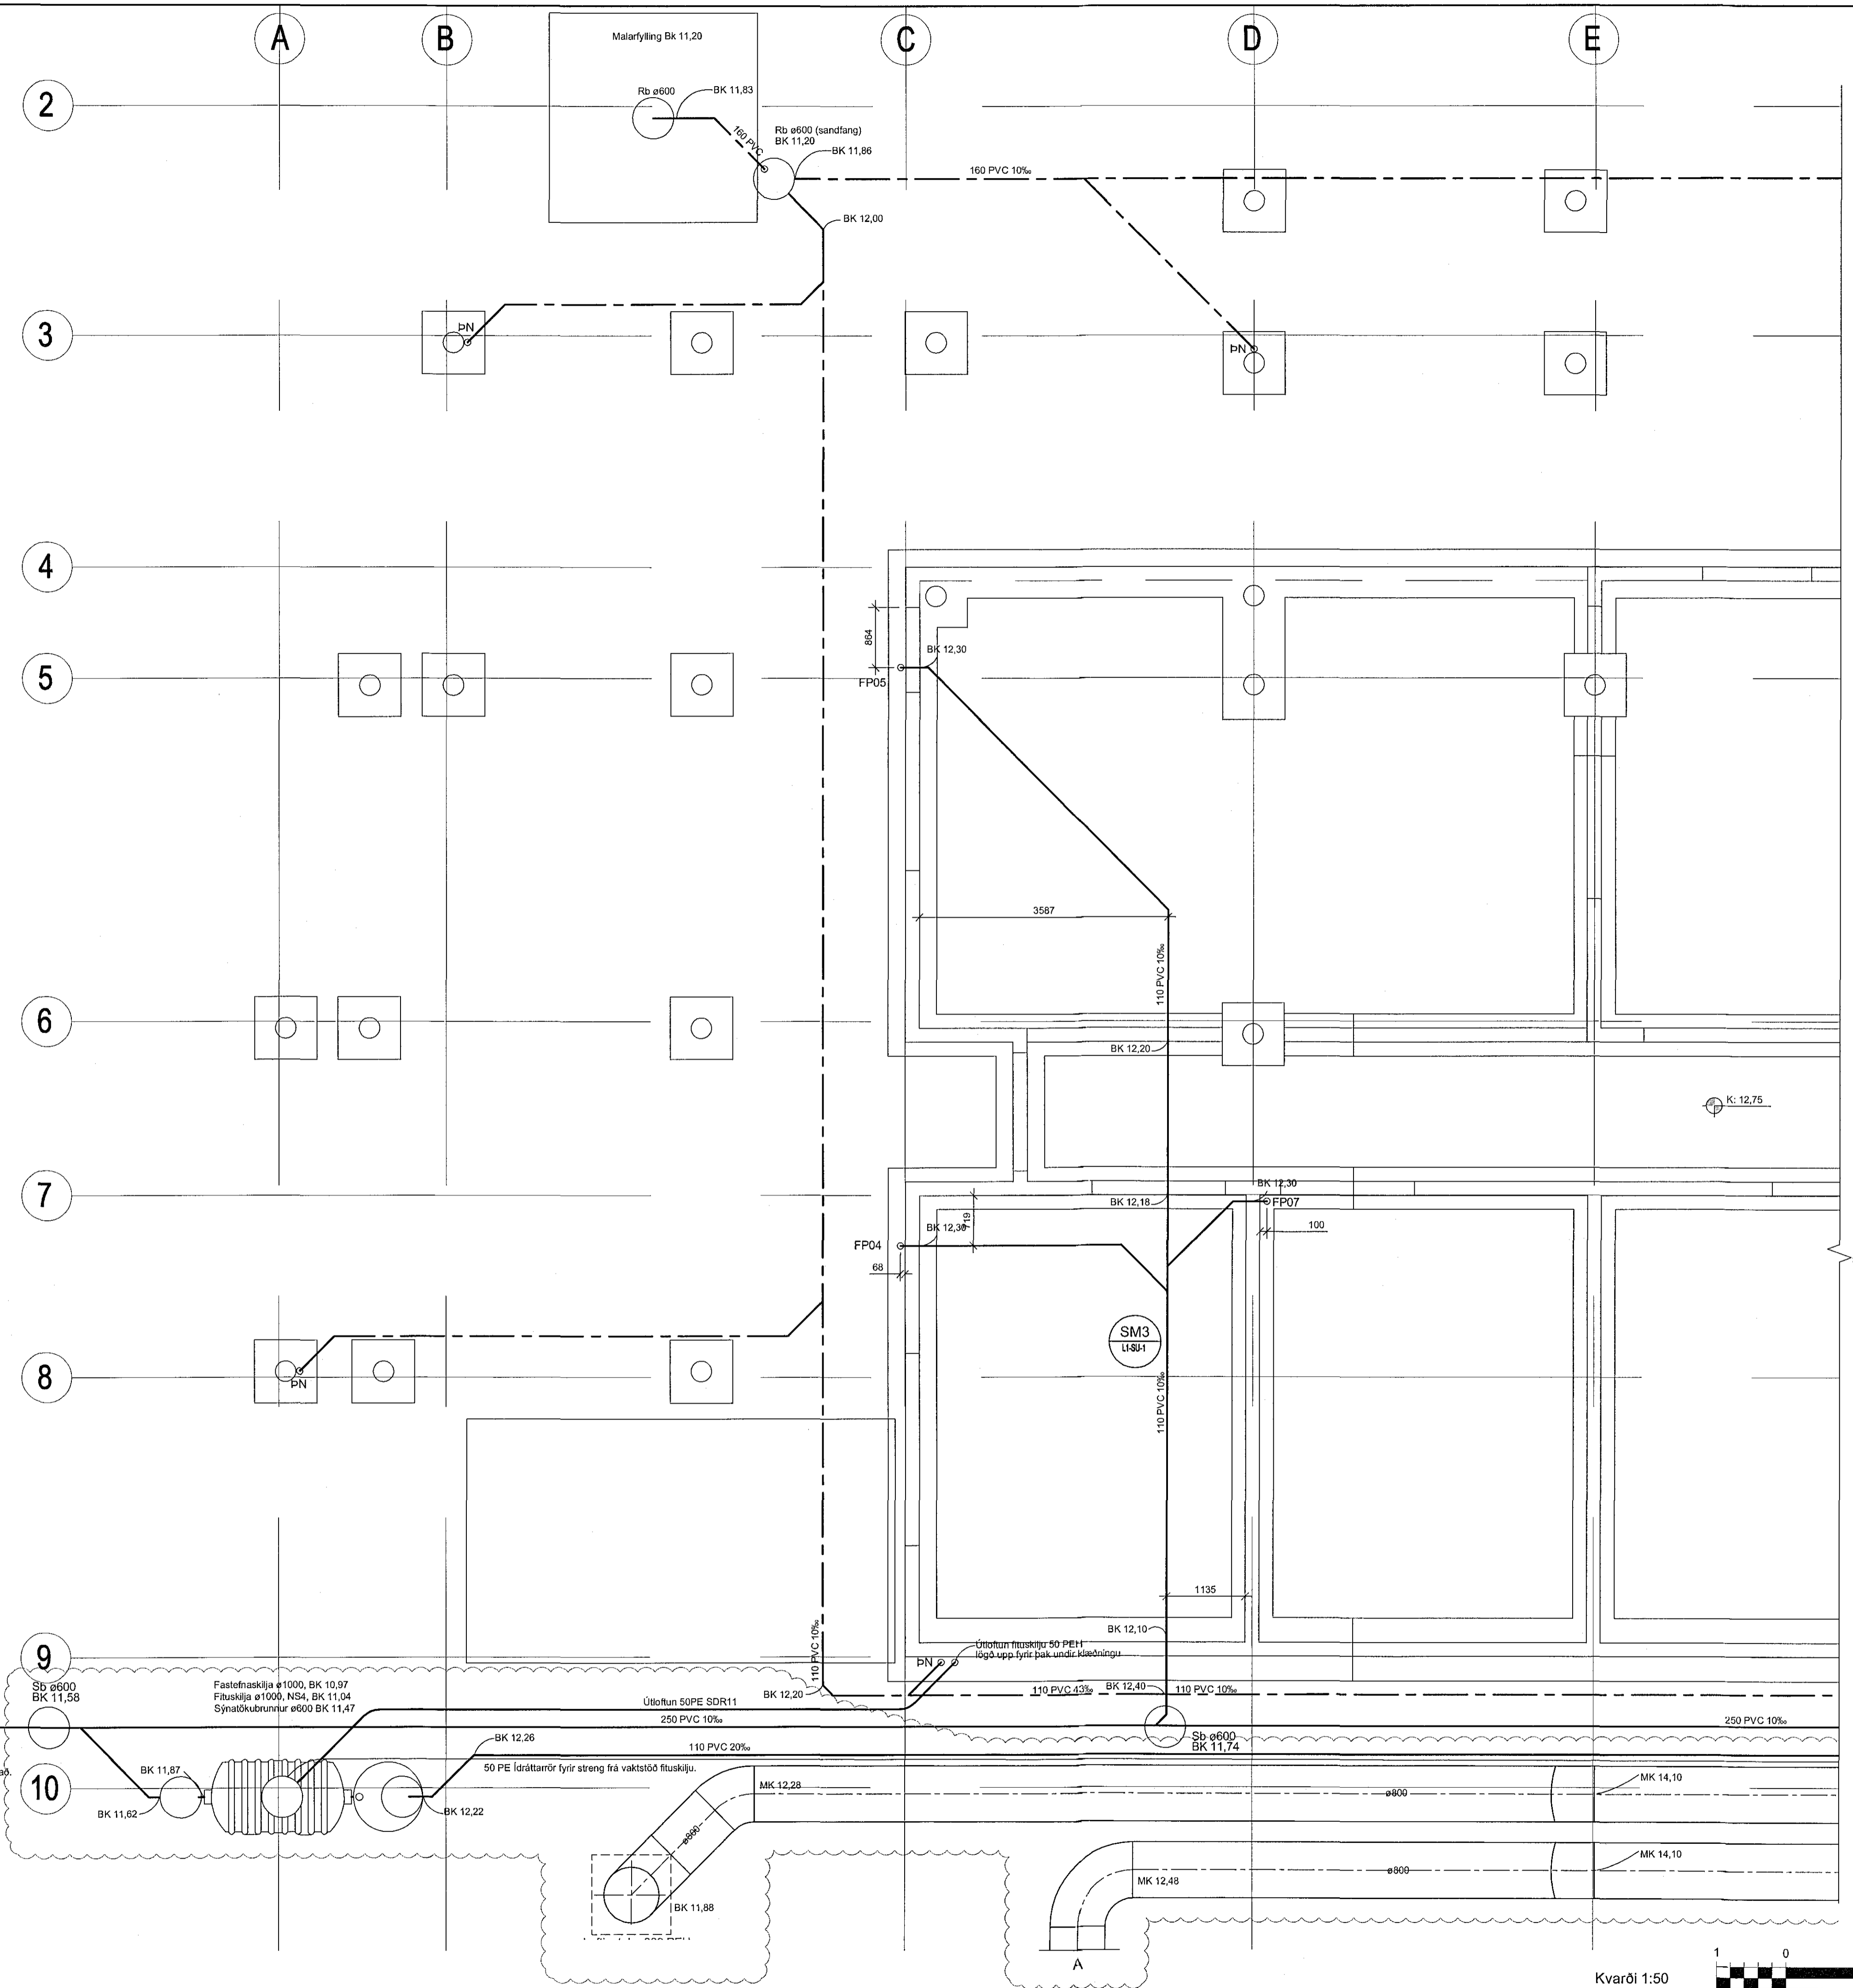 A
B
C
D
E
Malarfylling Bk 11,20
2
Rb ø600
BK 11,83
160 PVC
Rb ø600 (sandfang)
BK 11,20
BK 11,86
160 PVC 10‰
BK 12,00
3
ÞN
ÞN
4
864
BK 12,30
5
FP05
3587
110 PVC 10‰
6
BK 12,20
K: 12,75
7
BK 12,18
BK 12,30
FP07
719
BK 12,30
100
FP04
68
SM3
L1-SU-1
8
ÞN
110 PVC 10‰
1135
110 PVC 10‰
BK 12,10
9
Útloftun fituskilju 50 PEH
lögð upp fyrir þak undir klæðningu
ÞN
Sb ø600
BK 11,58
Fastefnaskilja ø1000, BK 10,97
Fituskilja ø1000, NS4, BK 11,04
Sýnatökubrunnur ø600 BK 11,47
BK 12,20
110 PVC 43‰
BK 12,40
110 PVC 10‰
Útloftun 50PE SDR11
250 PVC 10‰
250 PVC 10‰
BK 12,26
Sb ø600
BK 11,74
110 PVC 20‰
að.
BK 11,87
50 PE Ídráttarrör fyrir streng frá vaktstöð fituskilju.
10
MK 12,28
MK 14,10
ø800
BK 11,62
BK 12,22
ø800
MK 14,10
ø800
MK 12,48
BK 11,88
A
1
0
Kvarði 1:50